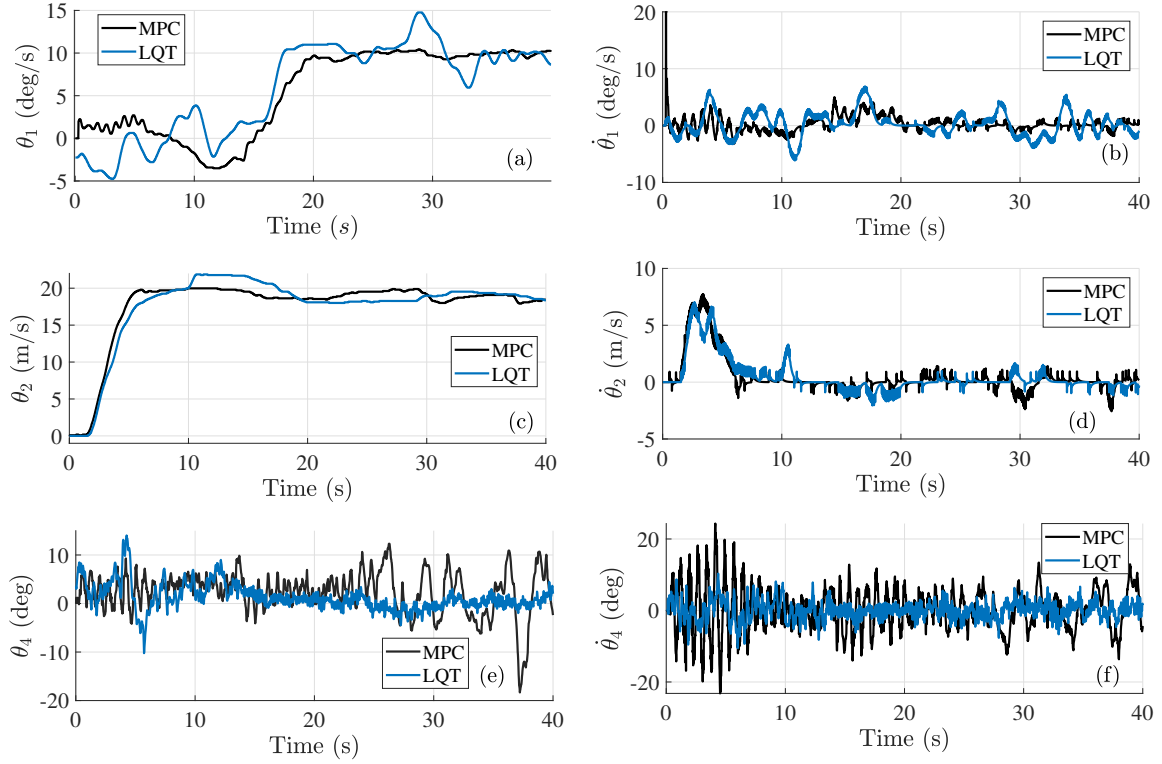 15
10
5
0
-5
θ₁ (deg/s)
MPC
LQT
(a)
0
10
20
30
Time (s)
20
10
0
-10
θ̇₁ (deg/s)
MPC
LQT
(b)
0
10
20
30
40
Time (s)
20
15
10
5
0
θ₂ (m/s)
MPC
LQT
(c)
0
10
20
30
40
Time (s)
10
5
0
-5
θ̇₂ (m/s)
MPC
LQT
(d)
0
10
20
30
40
Time (s)
10
0
-10
-20
θ₄ (deg)
MPC
LQT
(e)
0
10
20
30
40
Time (s)
20
0
-20
θ̇₄ (deg)
MPC
LQT
(f)
0
10
20
30
40
Time (s)